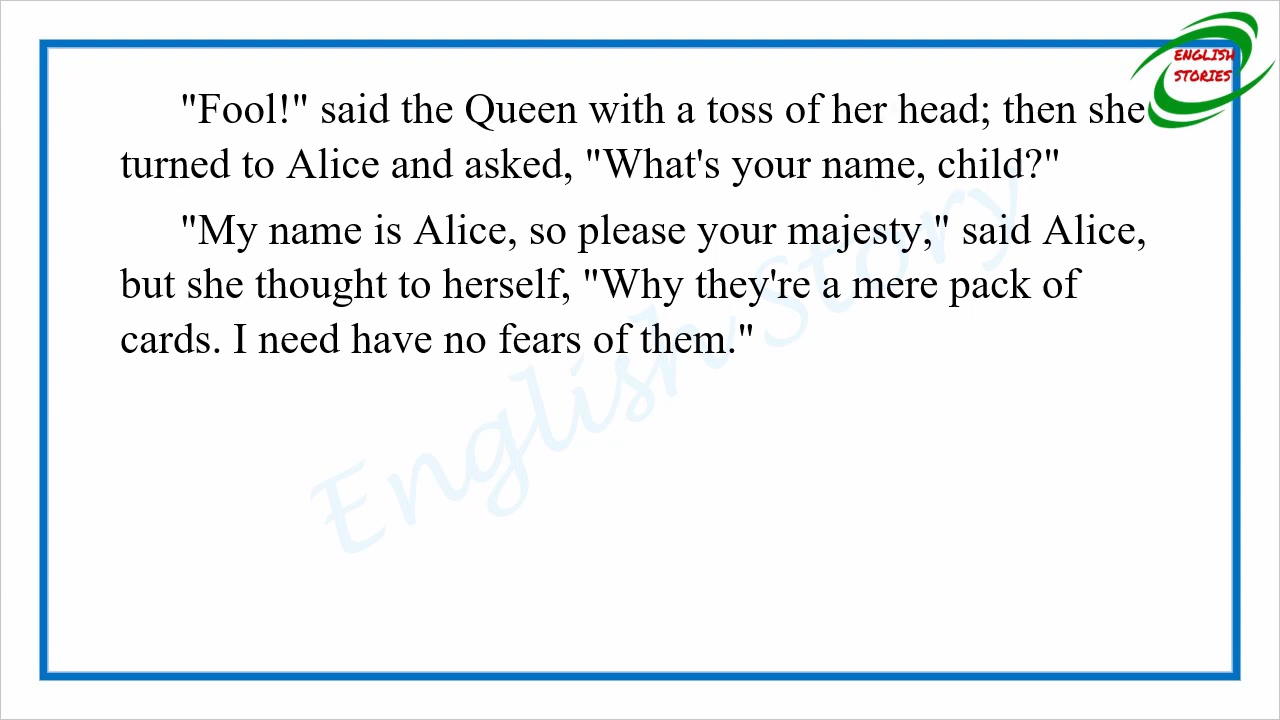 ENGLISH
STORIES
"Fool!" said the Queen with a toss of her head; then she
turned to Alice and asked, "What's your name, child?"
"My name is Alice, so please your majesty," said Alice,
but she thought to herself, "Why they're a mere pack of
cards. I need have no fears of them."
English Story